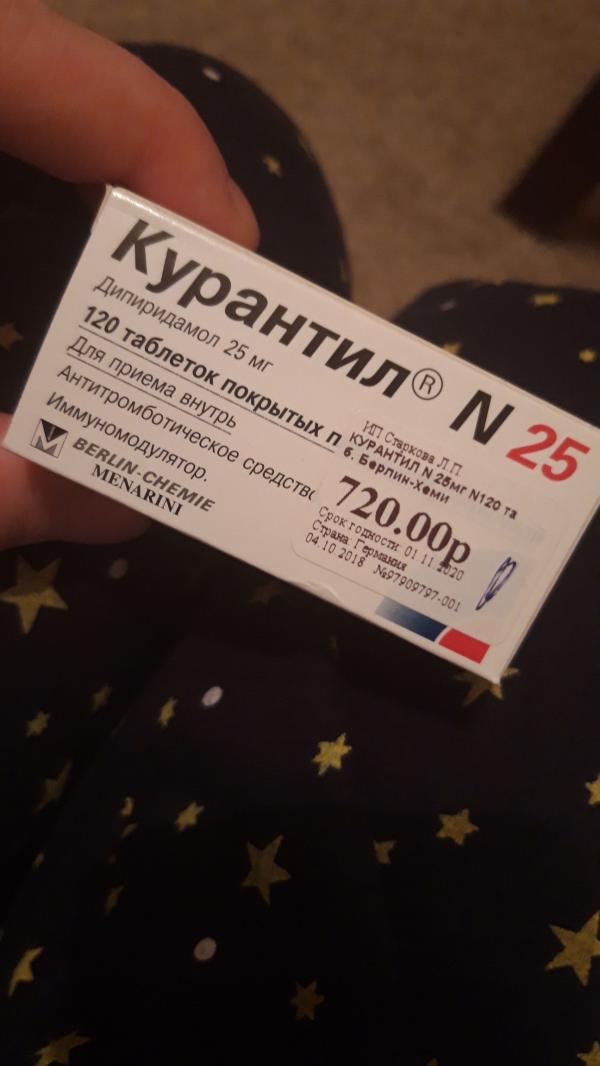 Курантил® N 25
Дипиридамол 25 мг
120 таблеток покрытых п
Для приема внутрь
Антитромботическое средство
Иммуномодулятор.
BERLIN-CHEMIE
MENARINI
ИП Старкова Л.П.
КУРАНТИЛ N 25мг N120 та
б. Берлин-Хеми
720.00р
Срок годности: 01.11.2020
Страна: Германия
04.10.2018 №97909797-001